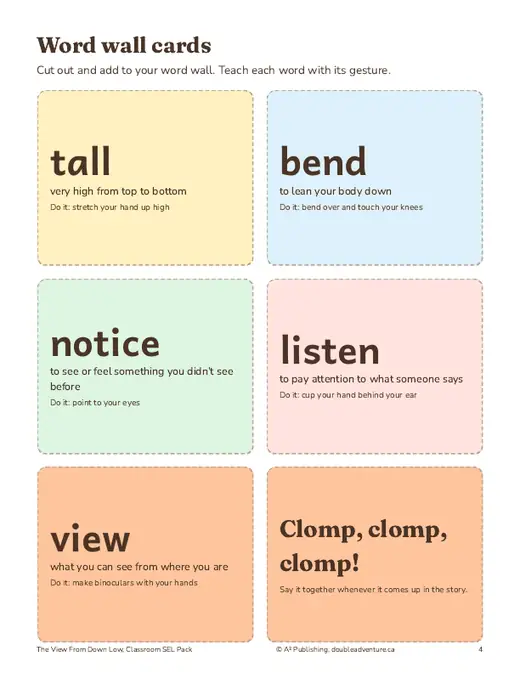 Word wall cards
Cut out and add to your word wall. Teach each word with its gesture.
tall
very high from top to bottom
Do it: stretch your hand up high
bend
to lean your body down
Do it: bend over and touch your knees
notice
to see or feel something you didn't see
before
Do it: point to your eyes
listen
to pay attention to what someone says
Do it: cup your hand behind your ear
view
what you can see from where you are
Do it: make binoculars with your hands
Clomp, clomp,
clomp!
Say it together whenever it comes up in the story.
The View From Down Low, Classroom SEL Pack
© A² Publishing, doubleadventure.ca
4